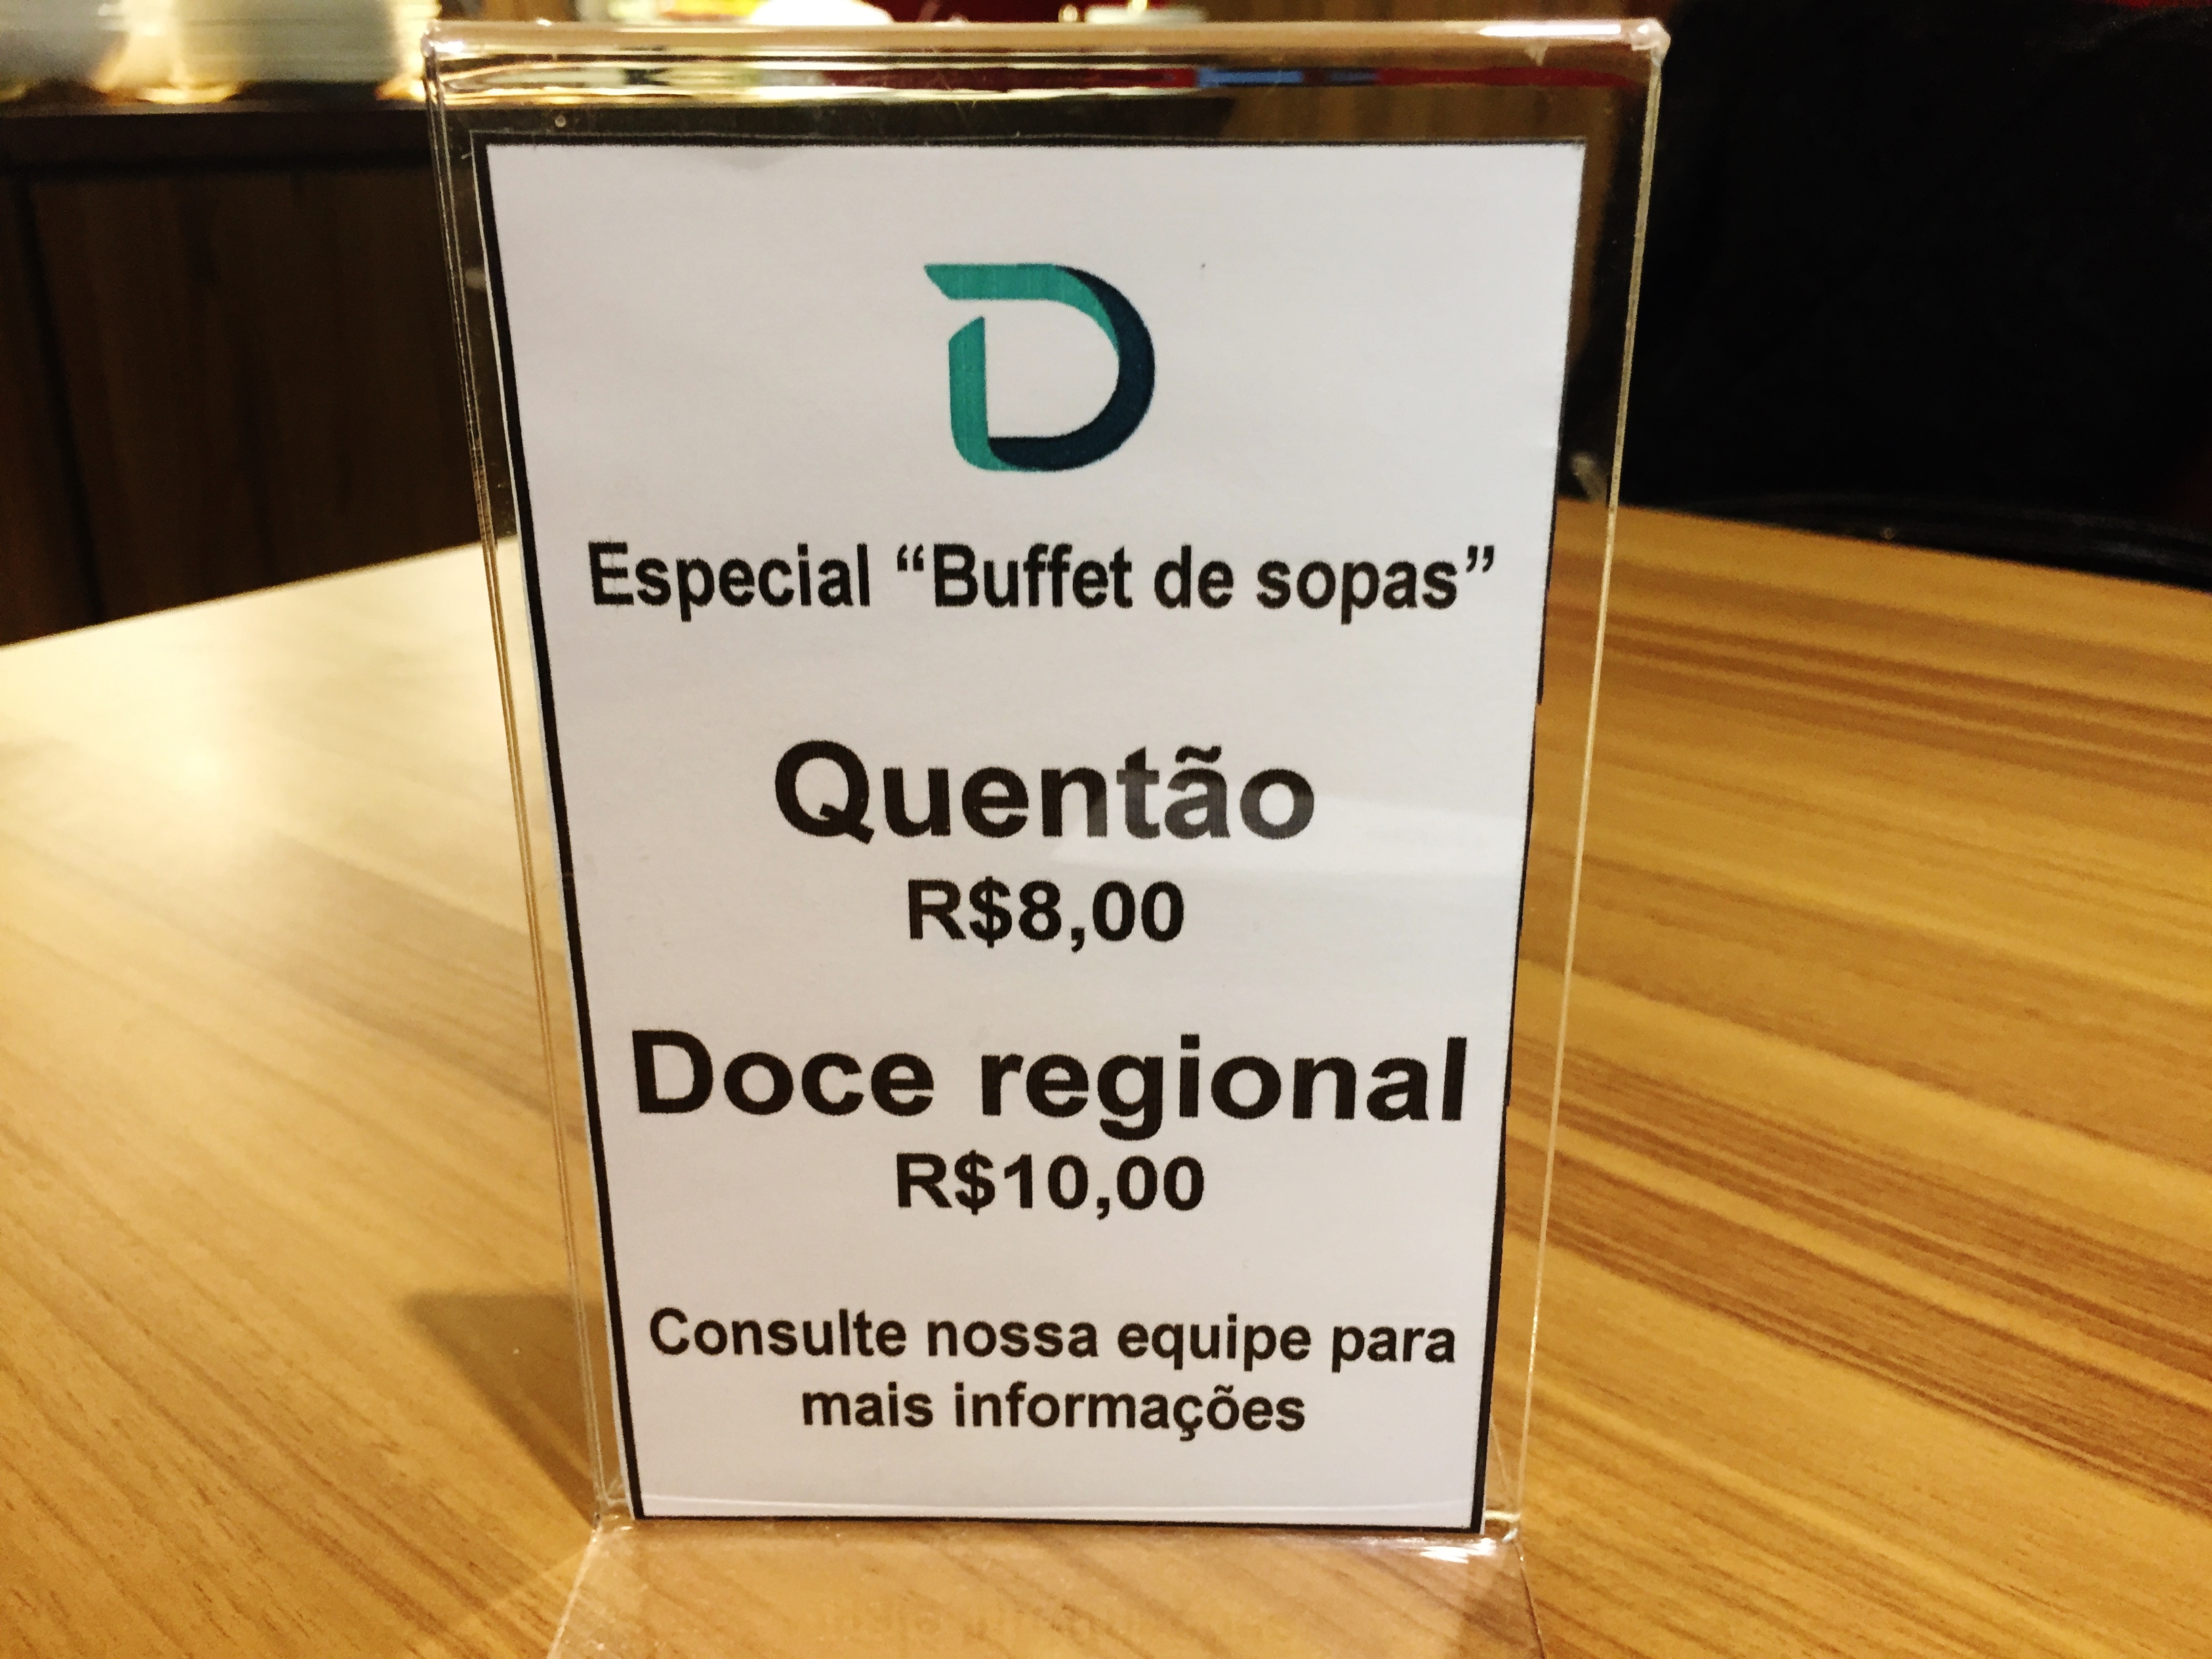 D
Especial “Buffet de sopas”
Quentão
R$8,00
Doce regional
R$10,00
Consulte nossa equipe para
mais informações